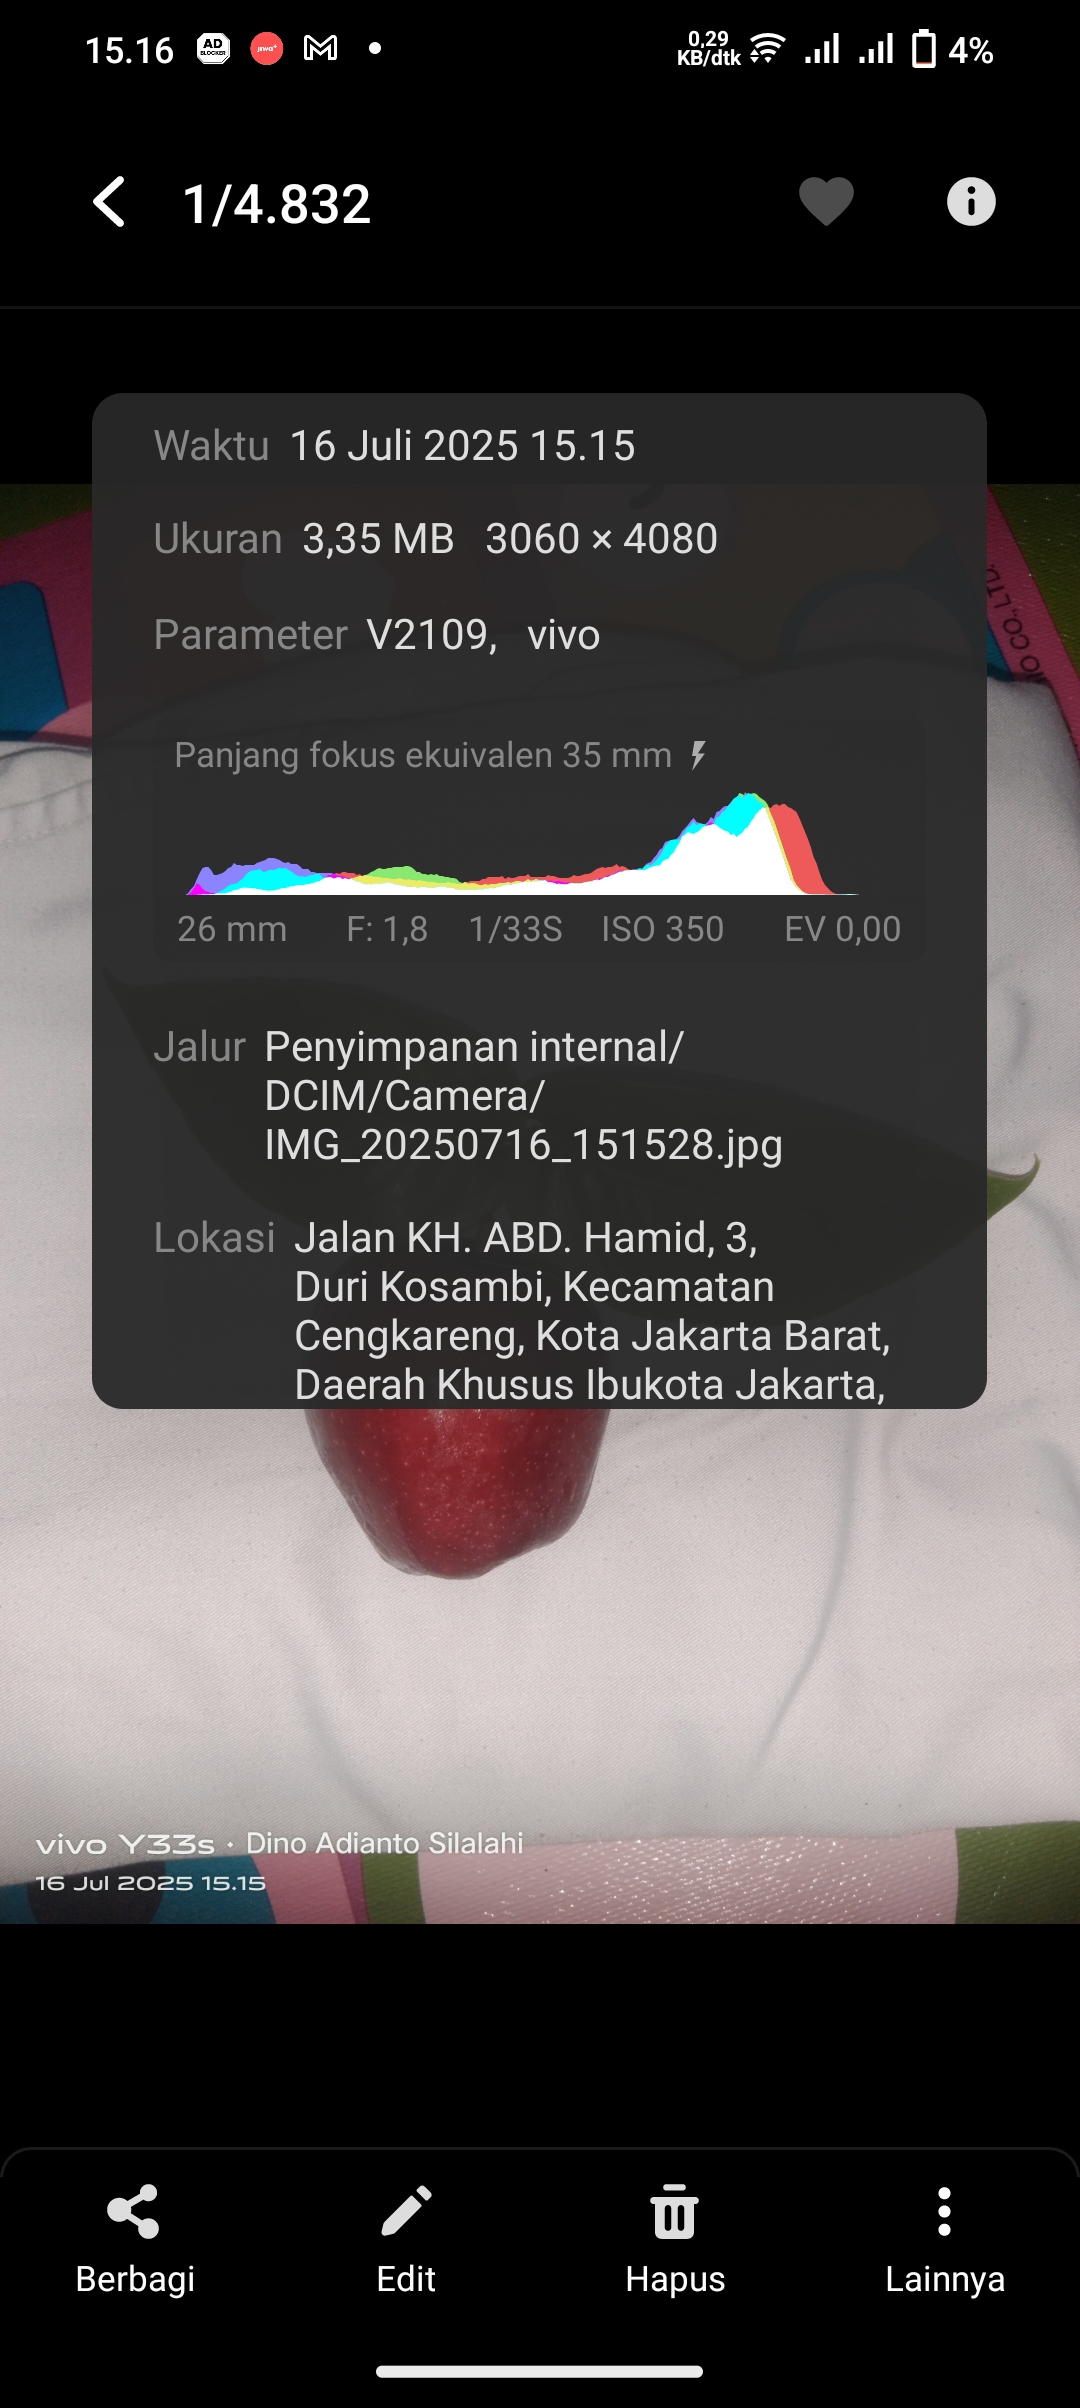 15.16 AD BLOCKER jiwa+ 0,29 KB/dtk 4%
1/4.832
Waktu 16 Juli 2025 15.15
Ukuran 3,35 MB 3060 × 4080
Parameter V2109, vivo
CO.,LTD.
Panjang fokus ekuivalen 35 mm
26 mm F: 1,8 1/33S ISO 350 EV 0,00
Jalur Penyimpanan internal/
DCIM/Camera/
IMG_20250716_151528.jpg
Lokasi Jalan KH. ABD. Hamid, 3,
Duri Kosambi, Kecamatan
Cengkareng, Kota Jakarta Barat,
Daerah Khusus Ibukota Jakarta,
vivo Y33s · Dino Adianto Silalahi
16 Jul 2025 15.15
Berbagi Edit Hapus Lainnya